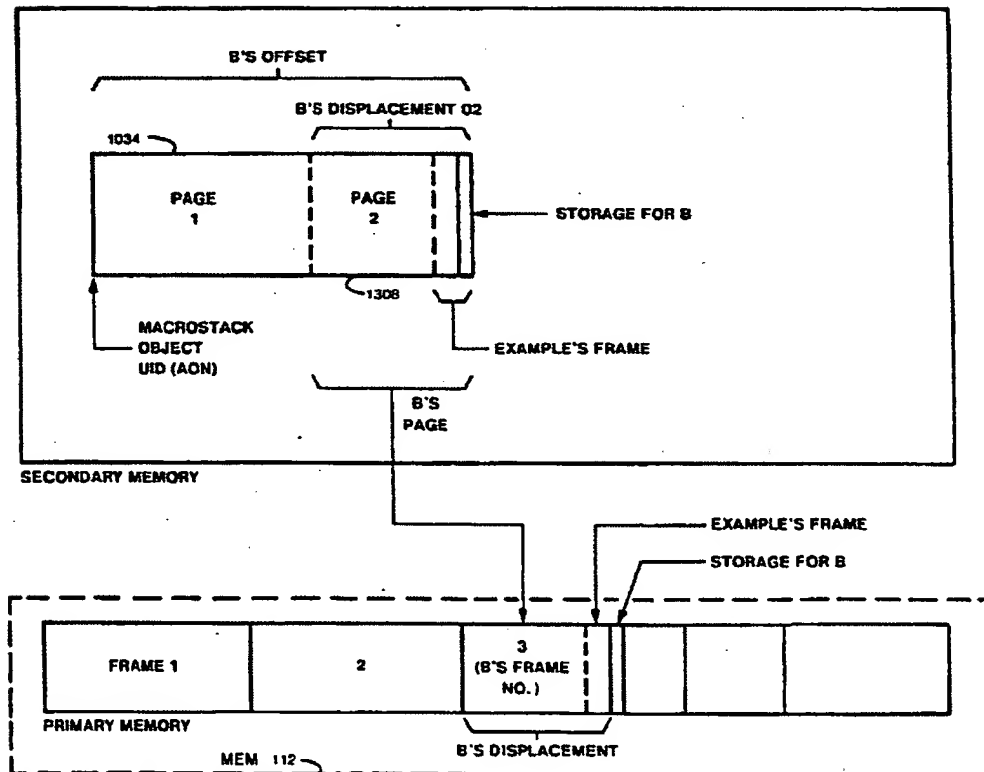 B'S OFFSET
B'S DISPLACEMENT O2
1034
PAGE
1
PAGE
2
STORAGE FOR B
1308
MACROSTACK
OBJECT
UID (AON)
EXAMPLE'S FRAME
B'S
PAGE
SECONDARY MEMORY
EXAMPLE'S FRAME
STORAGE FOR B
FRAME 1
2
3
(B'S FRAME
NO.)
PRIMARY MEMORY
B'S DISPLACEMENT
MEM 112